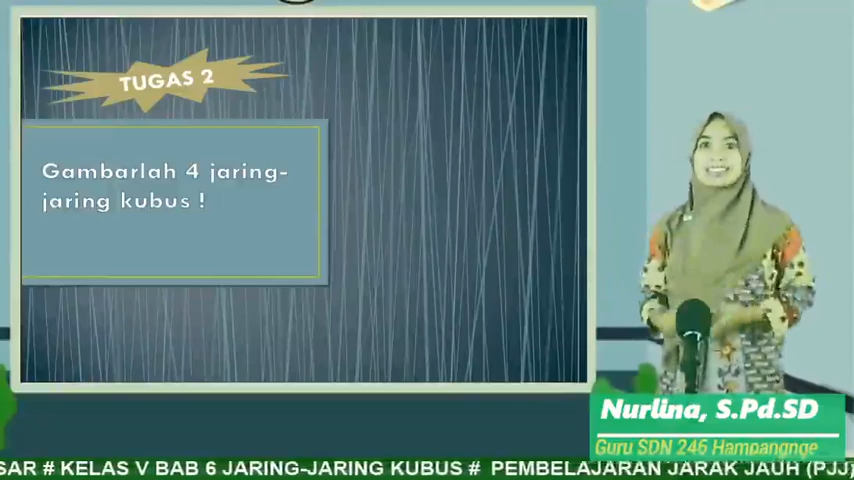 TUGAS 2
Gambarlah 4 jaring-
jaring kubus !
Nurlina, S.Pd.SD
Guru SDN 246 Hampangnge
SAR # KELAS V BAB 6 JARING-JARING KUBUS # PEMBELAJARAN JARAK JAUH (PJJ)